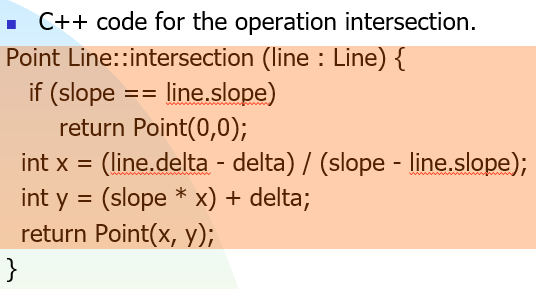 C++ code for the operation intersection.
Point Line::intersection (line : Line) {
if (slope == line.slope)
return Point(0,0);
int x = (line.delta - delta) / (slope - line.slope);
int y = (slope * x) + delta;
return Point(x, y);
}